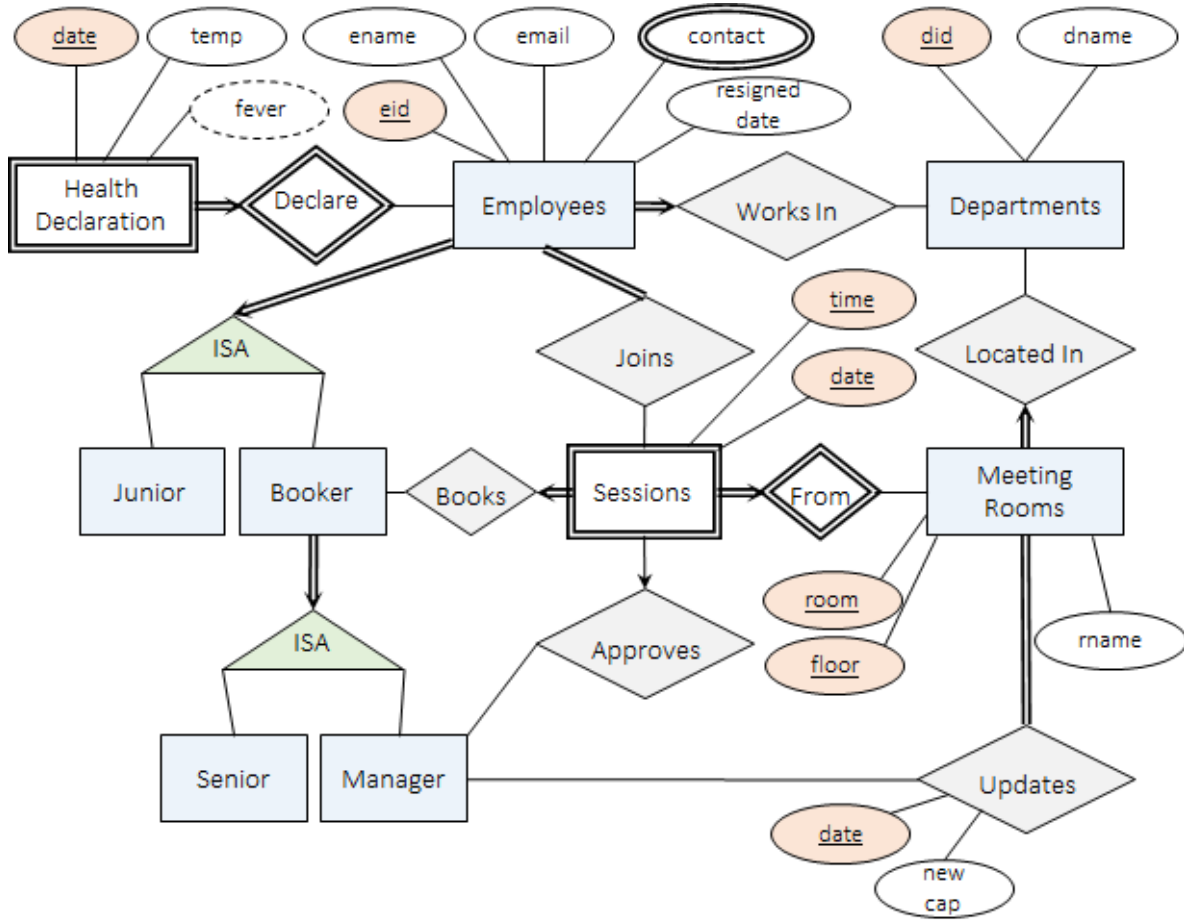 date
temp
ename
email
contact
did
dname
fever
eid
resigned
date
Health
Declaration
Declare
Employees
Works In
Departments
time
ISA
Joins
date
Located In
Junior
Booker
Books
Sessions
From
Meeting
Rooms
room
rname
ISA
Approves
floor
Senior
Manager
Updates
date
new
cap